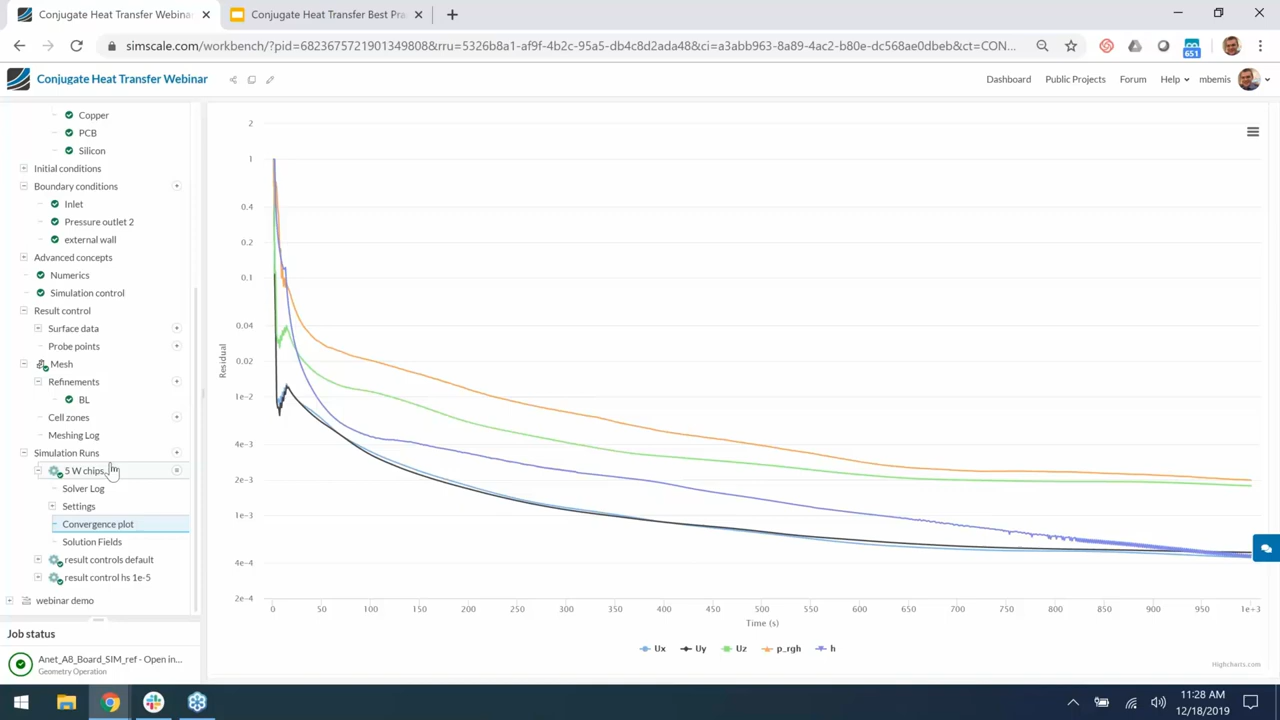 Conjugate Heat Transfer Webinar
Conjugate Heat Transfer Best Pra
simscale.com/workbench/?pid=6823675721901349808&rru=5326b8a1-af9f-4b2c-95a5-db4c8d2ada48&ci=a3abb963-8a89-4ac2-b80e-dc568ae0dbeb&ct=CON...
651
Conjugate Heat Transfer Webinar
Dashboard
Public Projects
Forum
Help
mbemis
Copper
PCB
Silicon
Initial conditions
Boundary conditions
Inlet
Pressure outlet 2
external wall
Advanced concepts
Numerics
Simulation control
Result control
Surface data
Probe points
Mesh
Refinements
BL
Cell zones
Meshing Log
Simulation Runs
5 W chips,
Solver Log
Settings
Convergence plot
Solution Fields
result controls default
result control hs 1e-5
webinar demo
Job status
Anet_A8_Board_SIM_ref - Open in...
Geometry Operation
2
1
0.4
0.2
0.1
0.04
0.02
1e-2
4e-3
2e-3
1e-3
4e-4
2e-4
Residual
0 50 100 150 200 250 300 350 400 450 500 550 600 650 700 750 800 850 900 950 1e+3
Time (s)
Ux Uy Uz p_rgh h
Highcharts.com
11:28 AM
12/18/2019